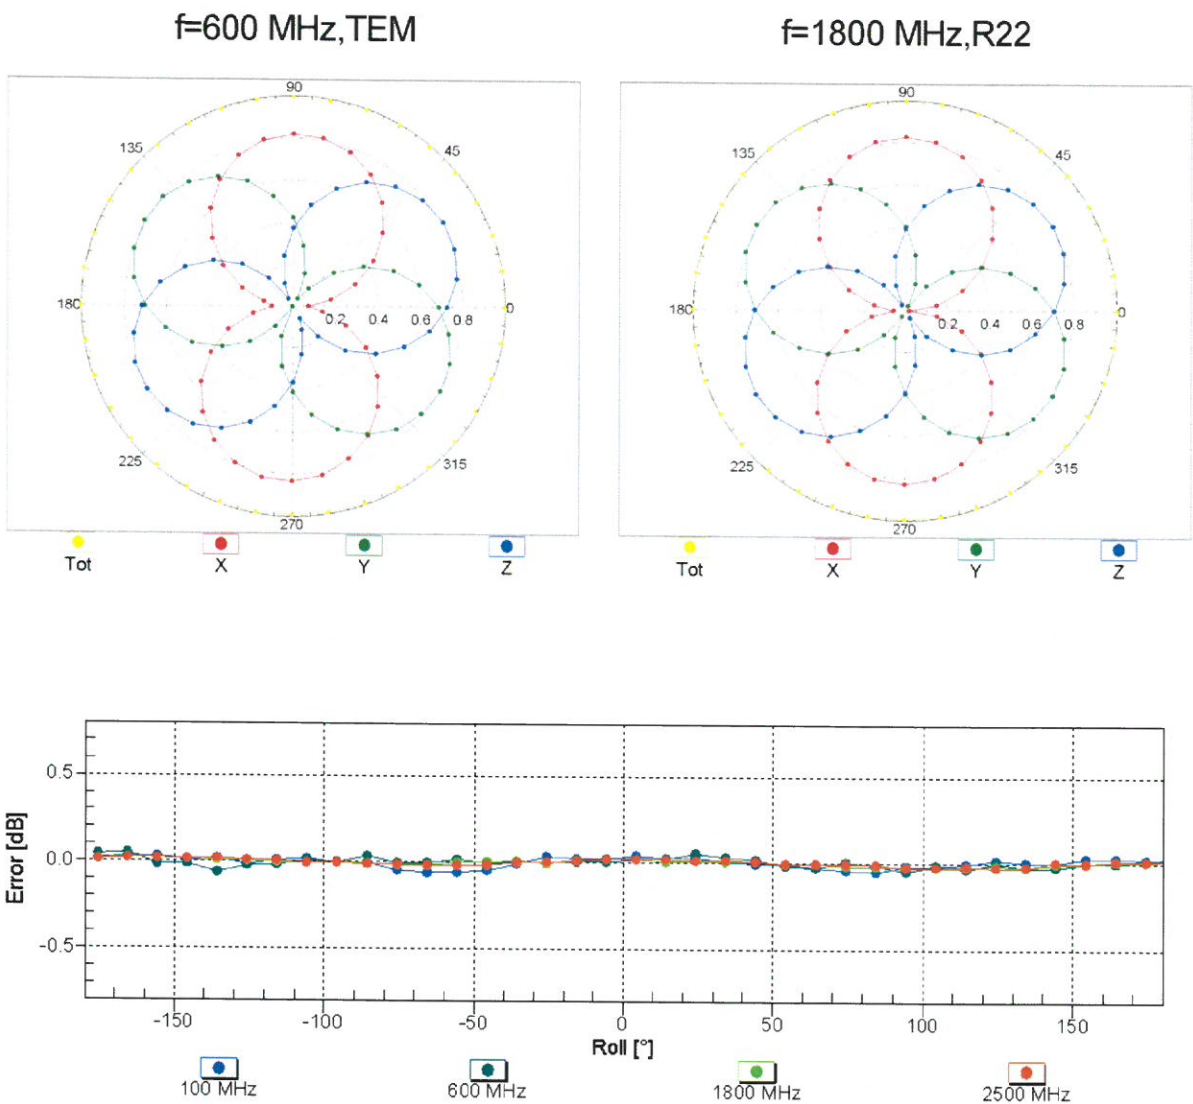 f=600 MHz,TEM
f=1800 MHz,R22
90
135
45
180
0
0.2
0.4
0.6
0.8
225
315
270
Tot
X
Y
Z
90
135
45
180
0
0.2
0.4
0.6
0.8
225
315
270
Tot
X
Y
Z
Error [dB]
0.5
0.0
-0.5
-150
-100
-50
0
50
100
150
Roll [°]
100 MHz
600 MHz
1800 MHz
2500 MHz